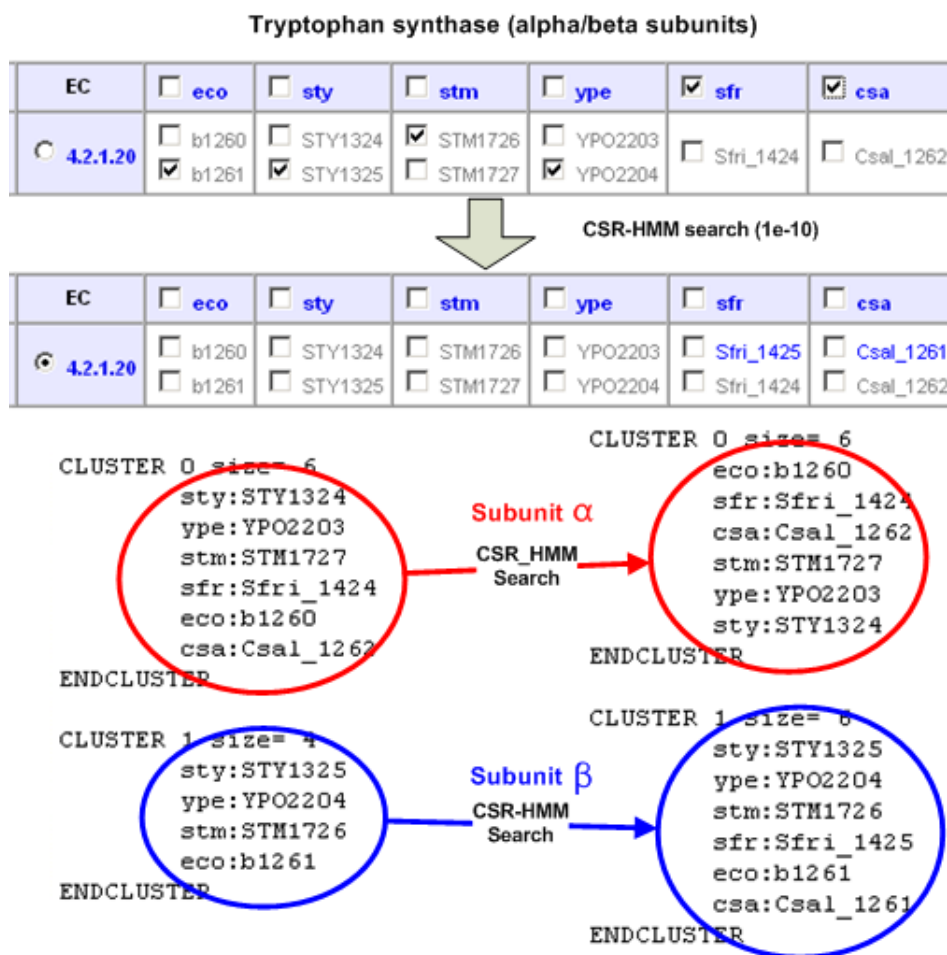 Tryptophan synthase (alpha/beta subunits)
EC eco sty stm ype sfr csa
b1260 STY1324 STM1726 YPO2203
4.2.1.20 Sfri_1424 Csal_1262
b1261 STY1325 STM1727 YPO2204
CSR-HMM search (1e-10)
EC eco sty stm ype sfr csa
b1260 STY1324 STM1726 YPO2203 Sfri_1425 Csal_1261
4.2.1.20
b1261 STY1325 STM1727 YPO2204 Sfri_1424 Csal_1262
CLUSTER 0 size= 6
sty:STY1324
ype:YPO2203
stm:STM1727
sfr:Sfri_1424
eco:b1260
csa:Csal_1262
ENDCLUSTER
Subunit α
CSR_HMM
Search
CLUSTER 0 size= 6
eco:b1260
sfr:Sfri_1424
csa:Csal_1262
stm:STM1727
ype:YPO2203
sty:STY1324
ENDCLUSTER
CLUSTER 1 size= 4
sty:STY1325
ype:YPO2204
stm:STM1726
eco:b1261
ENDCLUSTER
Subunit β
CSR-HMM
Search
CLUSTER 1 size= 6
sty:STY1325
ype:YPO2204
stm:STM1726
sfr:Sfri_1425
eco:b1261
csa:Csal_1261
ENDCLUSTER